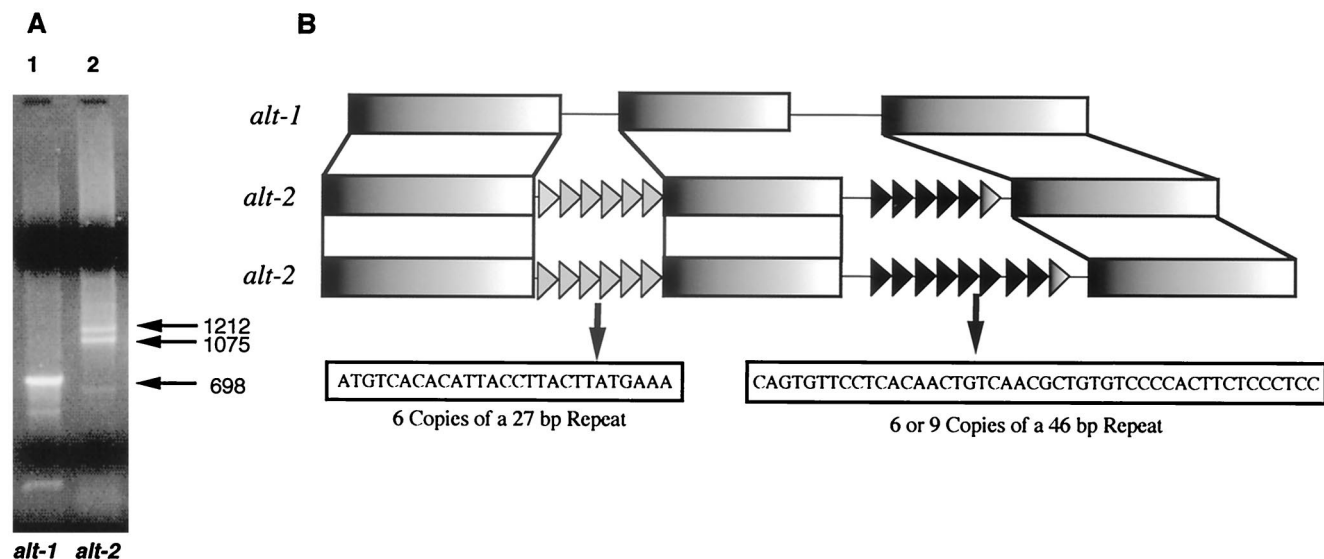 A
B
1 2
alt-1
alt-2
alt-2
1212
1075
698
ATGTCACACATTACCTTACTTATGAAA
CAGTGTTCCTCACAACTGTCAACGCTGTGTCCCCACTTCTCCCTCC
6 Copies of a 27 bp Repeat
6 or 9 Copies of a 46 bp Repeat
alt-1 alt-2